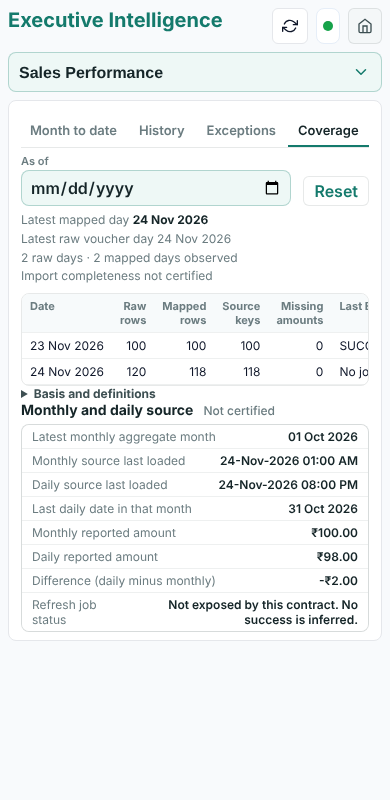 Executive Intelligence
Sales Performance
Month to date History Exceptions Coverage
As of
mm/dd/yyyy
Reset
Latest mapped day 24 Nov 2026
Latest raw voucher day 24 Nov 2026
2 raw days · 2 mapped days observed
Import completeness not certified
Date Raw rows Mapped rows Source keys Missing amounts Last
23 Nov 2026 100 100 100 0
24 Nov 2026 120 118 118 0 No
Basis and definitions
Monthly and daily source Not certified
Latest monthly aggregate month 01 Oct 2026
Monthly source last loaded 24-Nov-2026 01:00 AM
Daily source last loaded 24-Nov-2026 08:00 PM
Last daily date in that month 31 Oct 2026
Monthly reported amount ₹100.00
Daily reported amount ₹98.00
Difference (daily minus monthly) -₹2.00
Refresh job status Not exposed by this contract. No success is inferred.